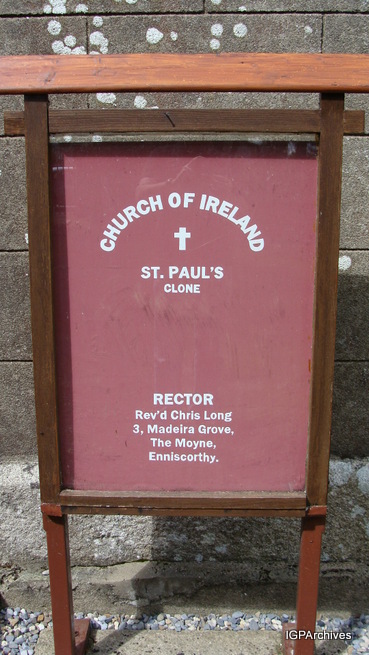 CHURCH OF IRELAND
ST. PAUL'S
CLONE
RECTOR
Rev'd Chris Long
3, Madeira Grove,
The Moyne,
Enniscorthy.
IGPArchives